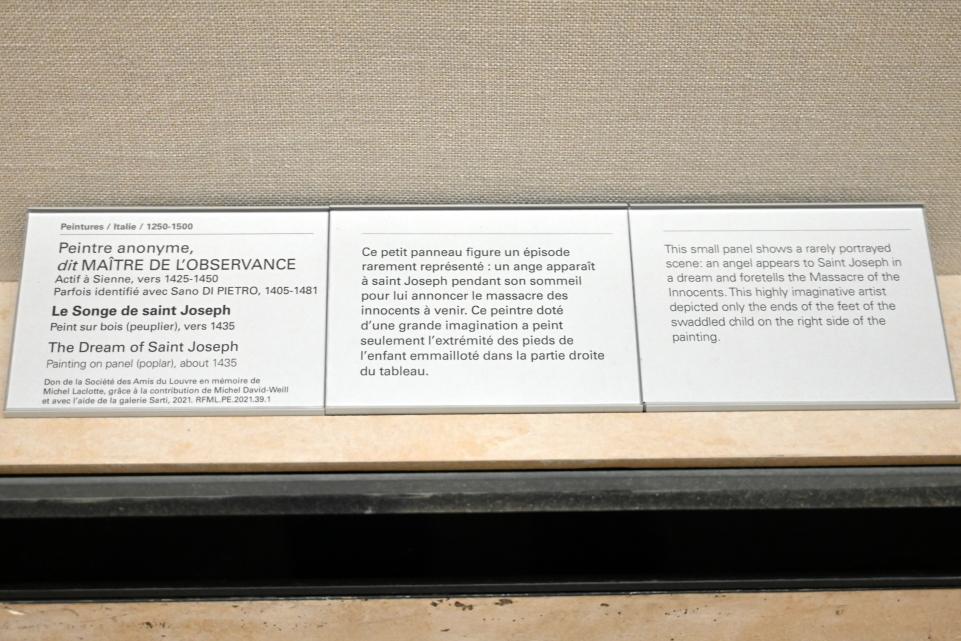 Peintures / Italie / 1250-1500
Peintre anonyme,
dit MAÎTRE DE L'OBSERVANCE
Actif à Sienne, vers 1425-1450
Parfois identifié avec Sano DI PIETRO, 1405-1481
Le Songe de saint Joseph
Peint sur bois (peuplier), vers 1435
The Dream of Saint Joseph
Painting on panel (poplar), about 1435
Don de la Société des Amis du Louvre en mémoire de
Michel Laclotte, grâce à la contribution de Michel David-Weill
et avec l'aide de la galerie Sarti, 2021. RFML.PE.2021.39.1
Ce petit panneau figure un épisode
rarement représenté : un ange apparaît
à saint Joseph pendant son sommeil
pour lui annoncer le massacre des
innocents à venir. Ce peintre doté
d'une grande imagination a peint
seulement l'extrémité des pieds de
l'enfant emmailloté dans la partie droite
du tableau.
This small panel shows a rarely portrayed
scene: an angel appears to Saint Joseph in
a dream and foretells the Massacre of the
Innocents. This highly imaginative artist
depicted only the ends of the feet of the
swaddled child on the right side of the
painting.